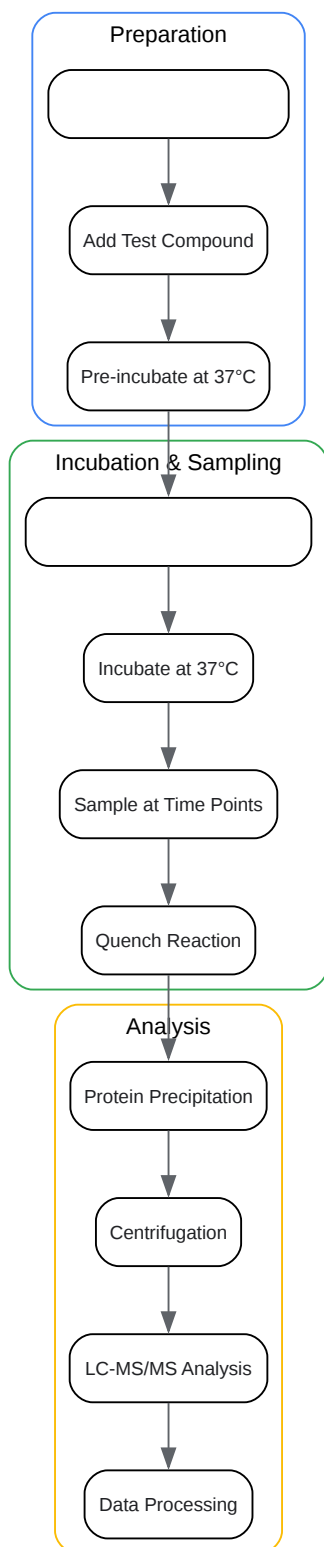 Preparation
Add Test Compound
Pre-incubate at 37°C
Incubation & Sampling
Incubate at 37°C
Sample at Time Points
Quench Reaction
Analysis
Protein Precipitation
Centrifugation
LC-MS/MS Analysis
Data Processing